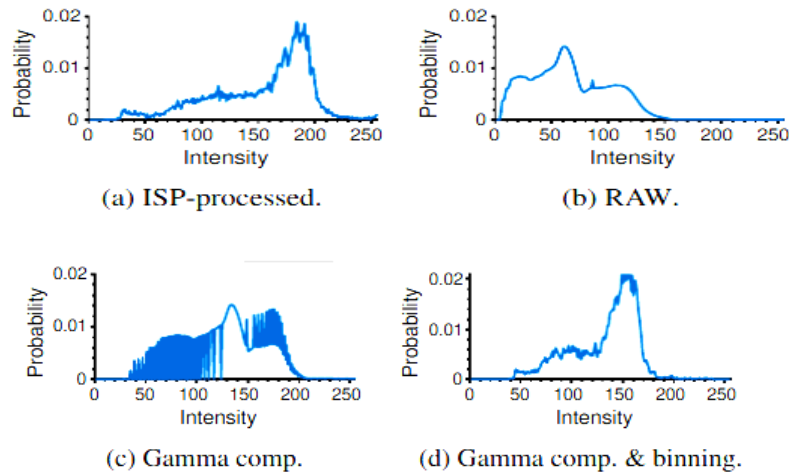 0.02
0.01
0
Probability
0 50 100 150 200 250
Intensity
(a) ISP-processed.
0.02
0.01
0
Probability
0 50 100 150 200 250
Intensity
(b) RAW.
0.02
0.01
0
Probability
0 50 100 150 200 250
Intensity
(c) Gamma comp.
0.02
0.01
0
Probability
0 50 100 150 200 250
Intensity
(d) Gamma comp. & binning.